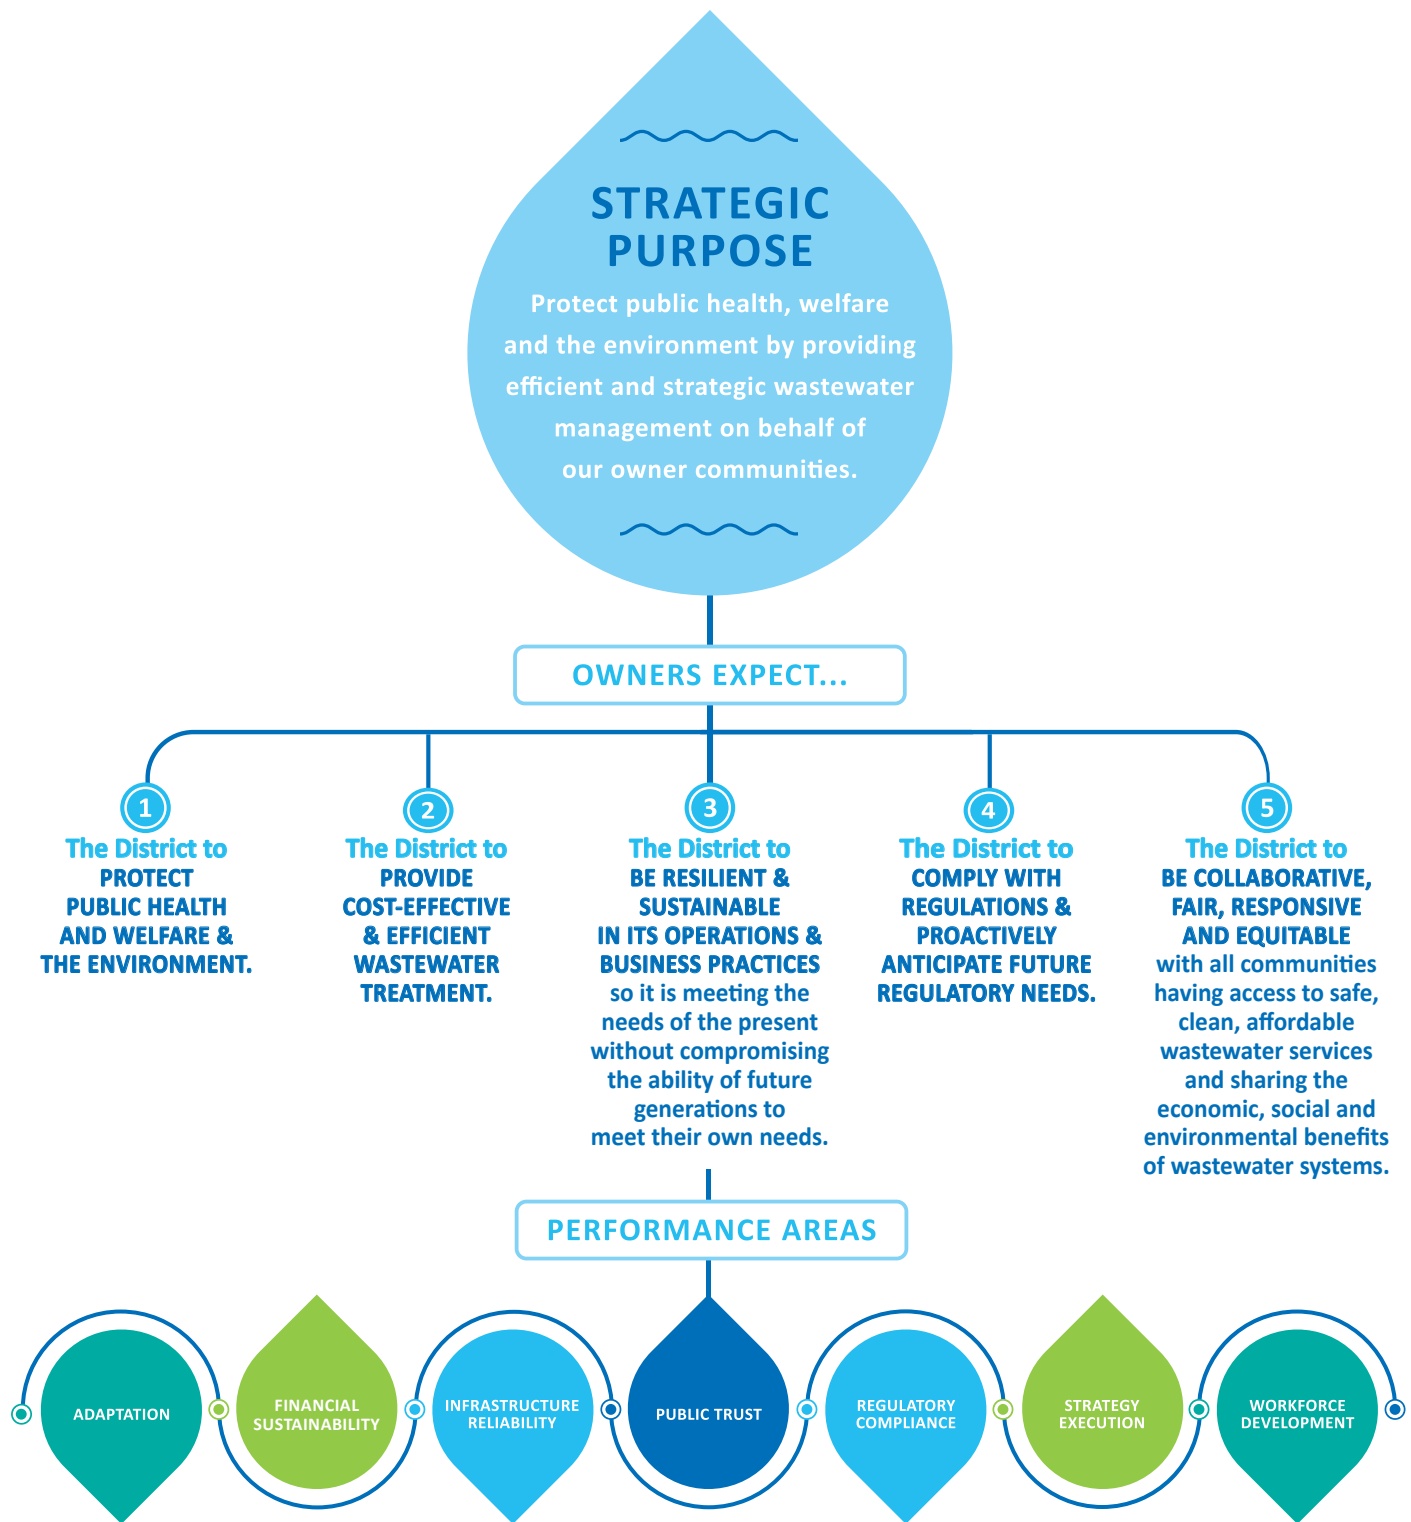 STRATEGIC
PURPOSE
Protect public health, welfare
and the environment by providing
efficient and strategic wastewater
management on behalf of
our owner communities.
OWNERS EXPECT...
1
The District to
PROTECT
PUBLIC HEALTH
AND WELFARE &
THE ENVIRONMENT.
2
The District to
PROVIDE
COST-EFFECTIVE
& EFFICIENT
WASTEWATER
TREATMENT.
3
The District to
BE RESILIENT &
SUSTAINABLE
IN ITS OPERATIONS &
BUSINESS PRACTICES
so it is meeting the
needs of the present
without compromising
the ability of future
generations to
meet their own needs.
4
The District to
COMPLY WITH
REGULATIONS &
PROACTIVELY
ANTICIPATE FUTURE
REGULATORY NEEDS.
5
The District to
BE COLLABORATIVE,
FAIR, RESPONSIVE
AND EQUITABLE
with all communities
having access to safe,
clean, affordable
wastewater services
and sharing the
economic, social and
environmental benefits
of wastewater systems.
PERFORMANCE AREAS
ADAPTATION
FINANCIAL
SUSTAINABILITY
INFRASTRUCTURE
RELIABILITY
PUBLIC TRUST
REGULATORY
COMPLIANCE
STRATEGY
EXECUTION
WORKFORCE
DEVELOPMENT